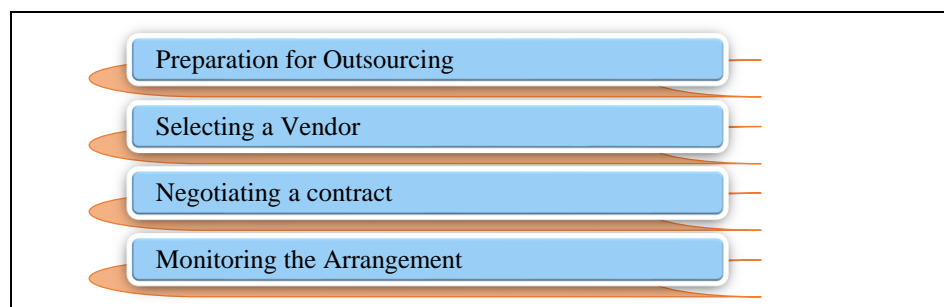 Preparation for Outsourcing
Selecting a Vendor
Negotiating a contract
Monitoring the Arrangement